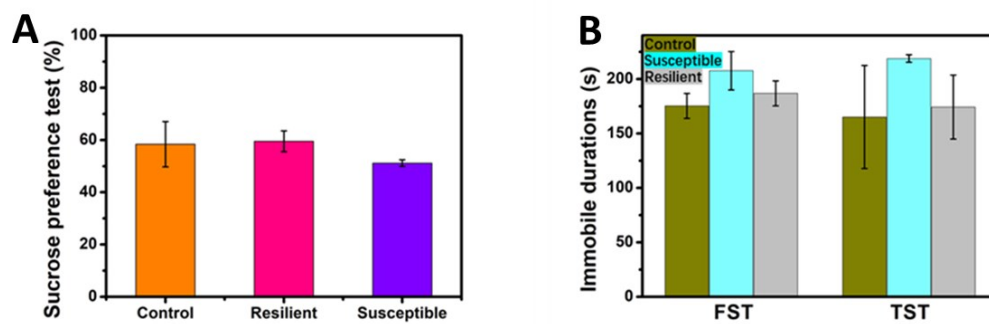 A
Sucrose preference test (%)
100
80
60
40
20
0
Control Resilient Susceptible
B
Immobile durations (s)
Control
Susceptible
Resilient
200
150
100
50
0
FST TST